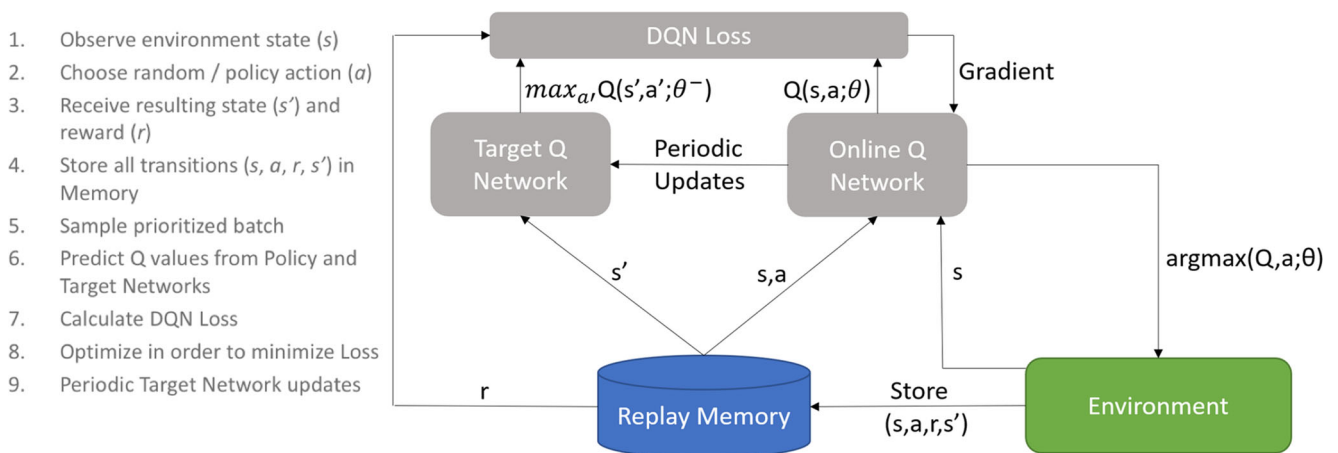 1. Observe environment state (s)
2. Choose random / policy action (a)
3. Receive resulting state (s’) and
reward (r)
4. Store all transitions (s, a, r, s’) in
Memory
5. Sample prioritized batch
6. Predict Q values from Policy and
Target Networks
7. Calculate DQN Loss
8. Optimize in order to minimize Loss
9. Periodic Target Network updates
DQN Loss
maxₐ,Q(s’,a’;θ⁻)
Q(s,a;θ)
Gradient
Target Q
Network
Periodic
Updates
Online Q
Network
s’
s,a
s
argmax(Q,a;θ)
r
Replay Memory
Store
(s,a,r,s’)
Environment